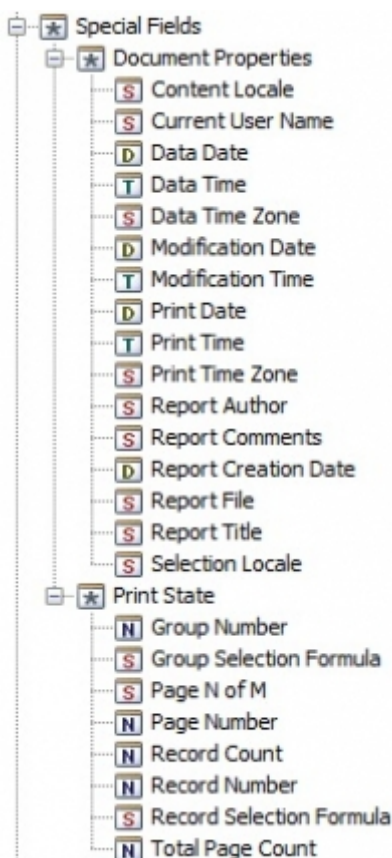 Special Fields
Document Properties
S Content Locale
S Current User Name
D Data Date
T Data Time
S Data Time Zone
D Modification Date
T Modification Time
D Print Date
T Print Time
S Print Time Zone
S Report Author
S Report Comments
D Report Creation Date
S Report File
S Report Title
S Selection Locale
Print State
N Group Number
S Group Selection Formula
S Page N of M
N Page Number
N Record Count
N Record Number
S Record Selection Formula
N Total Page Count